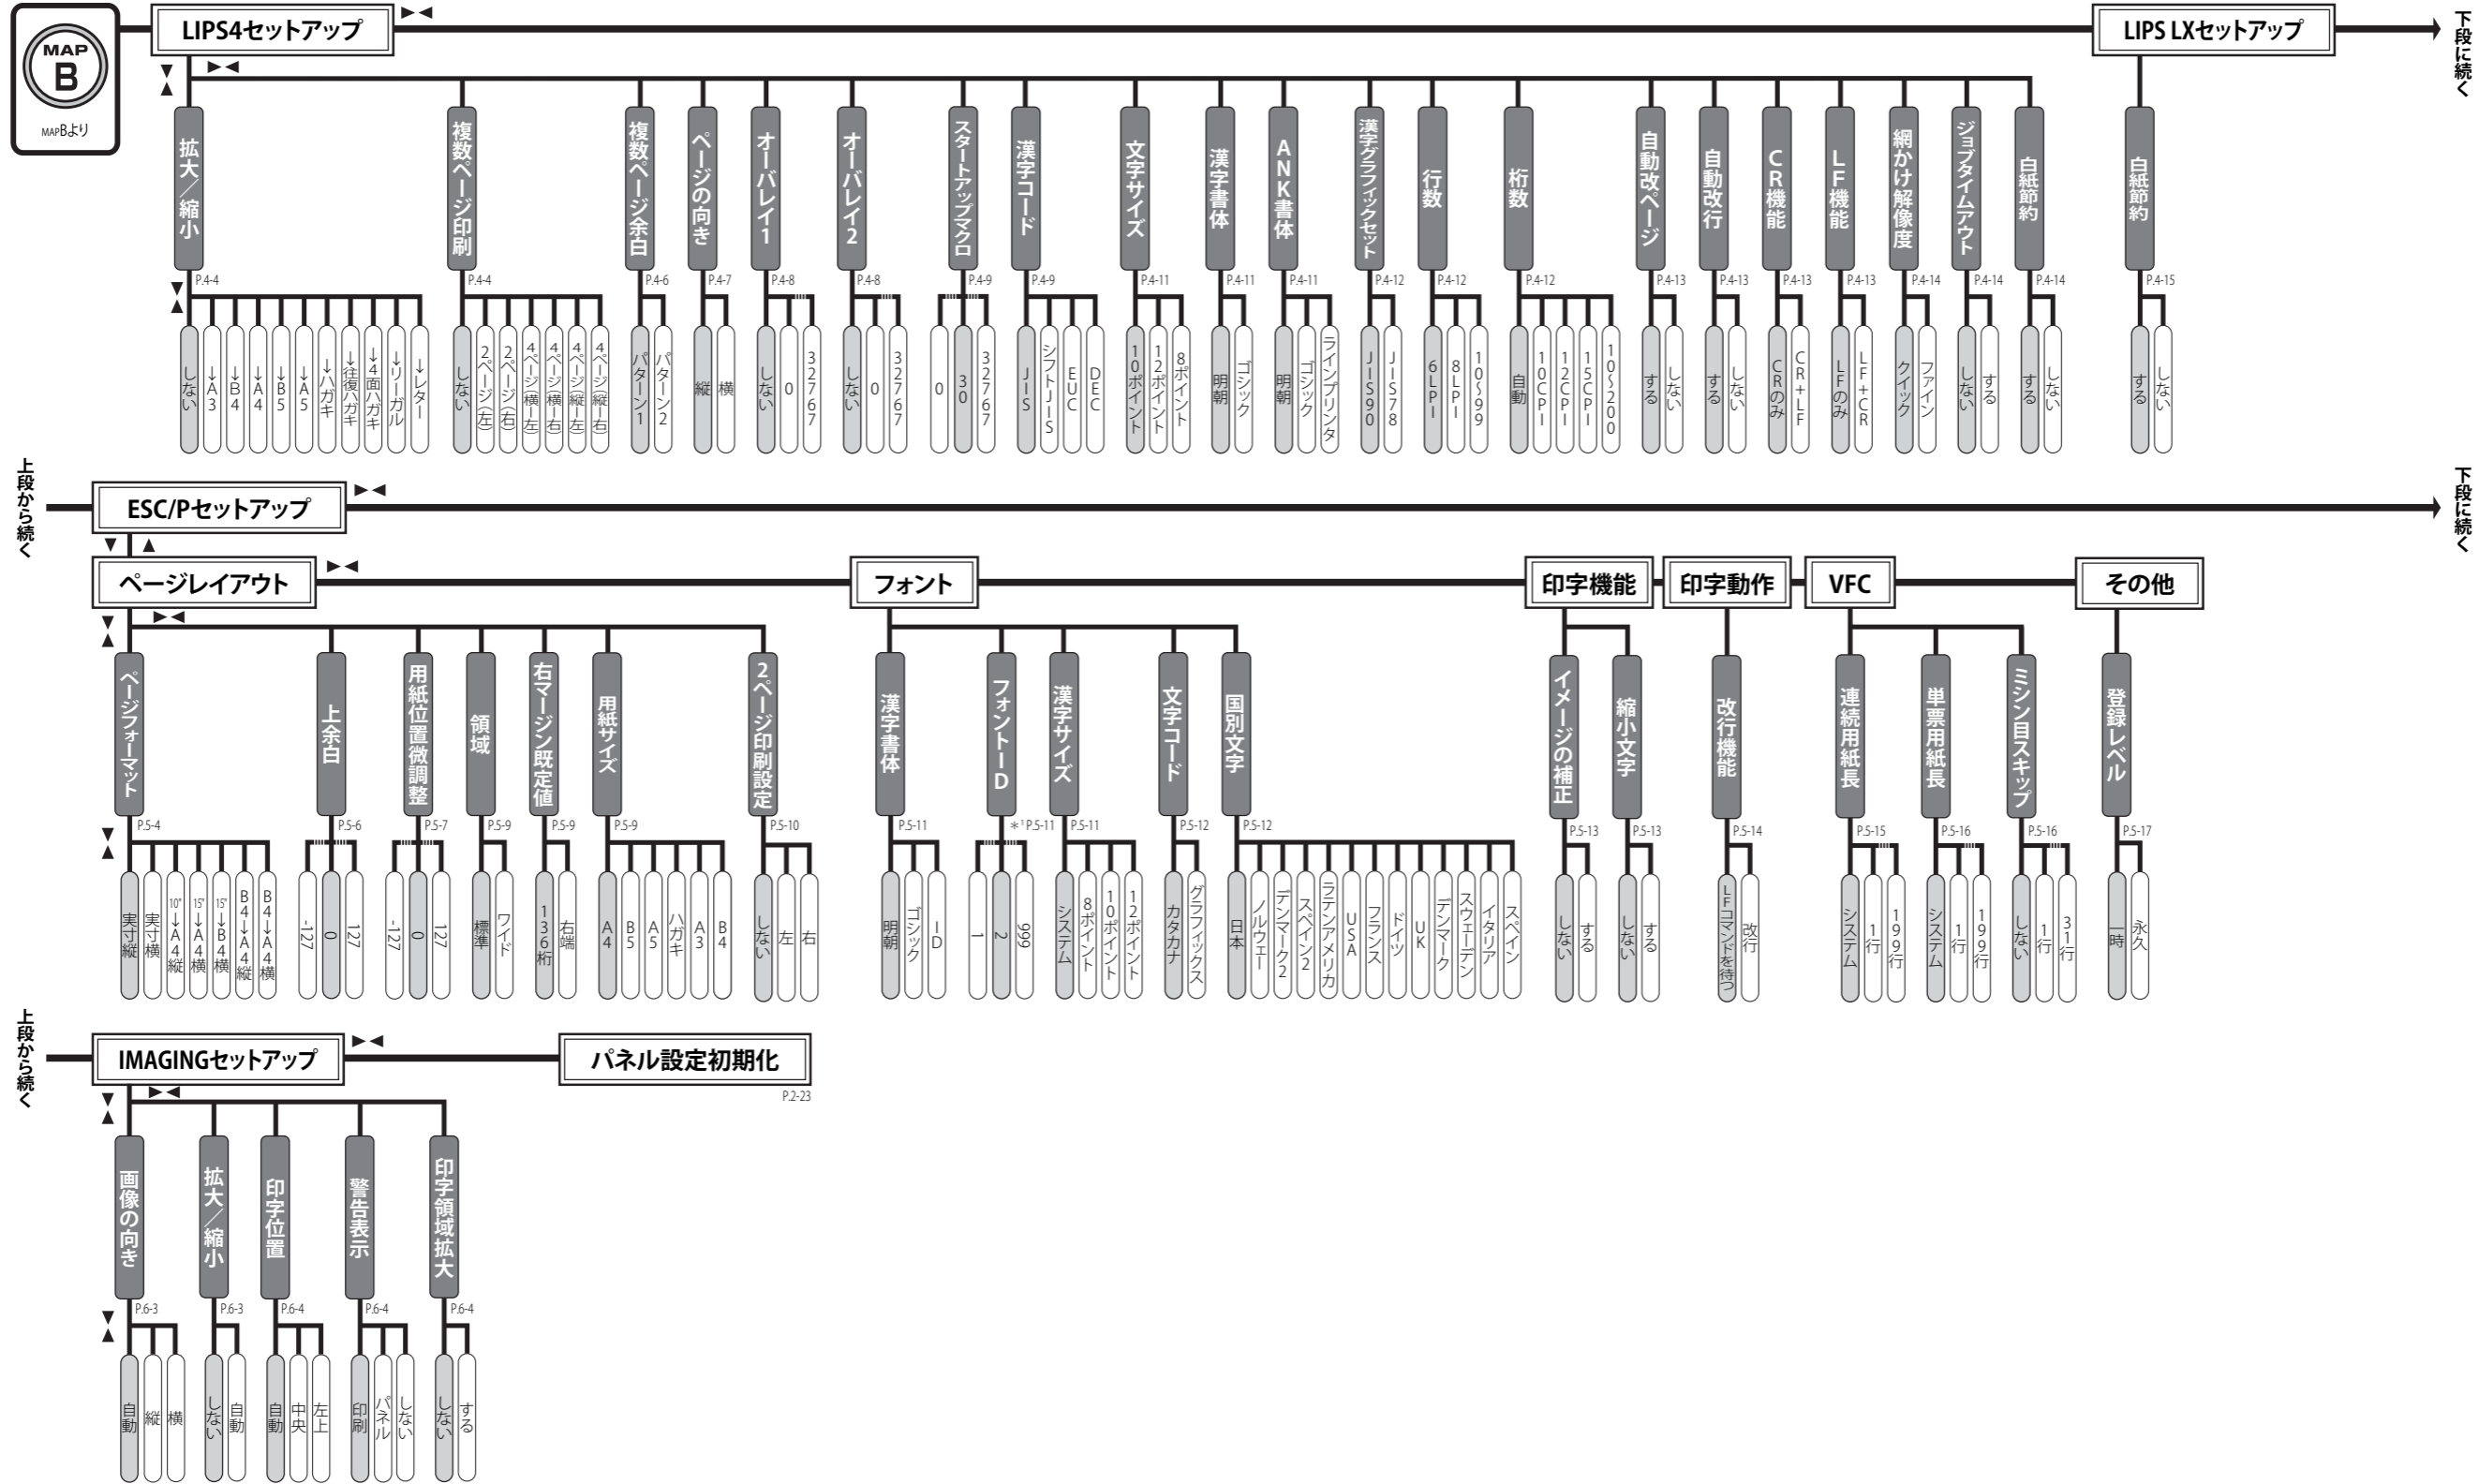 MAP
B
MAPBより
LIPS4セットアップ
LIPS LXセットアップ
下段に続く
拡大／縮小
P.4-4
しない
→A3
→B4
→A4
→B5
→A5
→ハガキ
→往復ハガキ
→4面ハガキ
→リーガル
→レター
複数ページ印刷
P.4-4
しない
2ページ(左)
2ページ(右)
4ページ(横ー左)
4ページ(横ー右)
4ページ(縦ー左)
4ページ(縦ー右)
複数ページ余白
P.4-6
パターン1
パターン2
ページの向き
P.4-7
縦
横
オーバレイ1
P.4-8
しない
0
32767
オーバレイ2
P.4-8
しない
0
32767
スタートアップマクロ
P.4-9
0
30
32767
漢字コード
P.4-9
JIS
シフトJIS
EUC
DEC
文字サイズ
P.4-11
10ポイント
12ポイント
8ポイント
漢字書体
P.4-11
明朝
ゴシック
ANK書体
P.4-11
明朝
ゴシック
ラインプリンタ
漢字グラフィックセット
P.4-12
JIS90
JIS78
行数
P.4-12
6LPI
8LPI
10〜99
桁数
P.4-12
自動
10CPI
12CPI
15CPI
10〜200
自動改ページ
P.4-13
する
しない
自動改行
P.4-13
する
しない
CR機能
P.4-13
CRのみ
CR+LF
LF機能
P.4-13
LFのみ
LF+CR
網かけ解像度
P.4-14
クイック
ファイン
ジョブタイムアウト
P.4-14
しない
する
白紙節約
P.4-14
する
しない
白紙節約
P.4-15
する
しない
上段から続く
ESC/Pセットアップ
下段に続く
ページレイアウト
フォント
印字機能
印字動作
VFC
その他
ページフォーマット
P.5-4
実寸縦
実寸横
10"→A4縦
15"→A4横
15"→B4横
B4→A4縦
B4→A4横
上余白
P.5-6
-127
0
127
用紙位置微調整
P.5-7
-127
0
127
領域
P.5-9
標準
ワイド
右マージン既定値
P.5-9
136桁
右端
用紙サイズ
P.5-9
A4
B5
A5
ハガキ
A3
B4
2ページ印刷設定
P.5-10
しない
左
右
漢字書体
P.5-11
明朝
ゴシック
ID
フォントID
*1 P.5-11
1
2
999
漢字サイズ
P.5-11
システム
8ポイント
10ポイント
12ポイント
文字コード
P.5-12
カタカナ
グラフィックス
国別文字
P.5-12
日本
ノルウェー
デンマーク2
スペイン2
ラテンアメリカ
USA
フランス
ドイツ
UK
デンマーク
スウェーデン
イタリア
スペイン
イメージの補正
P.5-13
しない
する
縮小文字
P.5-13
しない
する
改行機能
P.5-14
LFコマンドを待つ
改行
連続用紙長
P.5-15
システム
1行
199行
単票用紙長
P.5-16
システム
1行
199行
ミシン目スキップ
P.5-16
しない
1行
31行
登録レベル
P.5-17
一時
永久
上段から続く
IMAGINGセットアップ
パネル設定初期化
P.2-23
画像の向き
P.6-3
自動
縦
横
拡大／縮小
P.6-3
しない
自動
印字位置
P.6-4
自動
中央
左上
警告表示
P.6-4
印刷
パネル
しない
印字領域拡大
P.6-4
しない
する